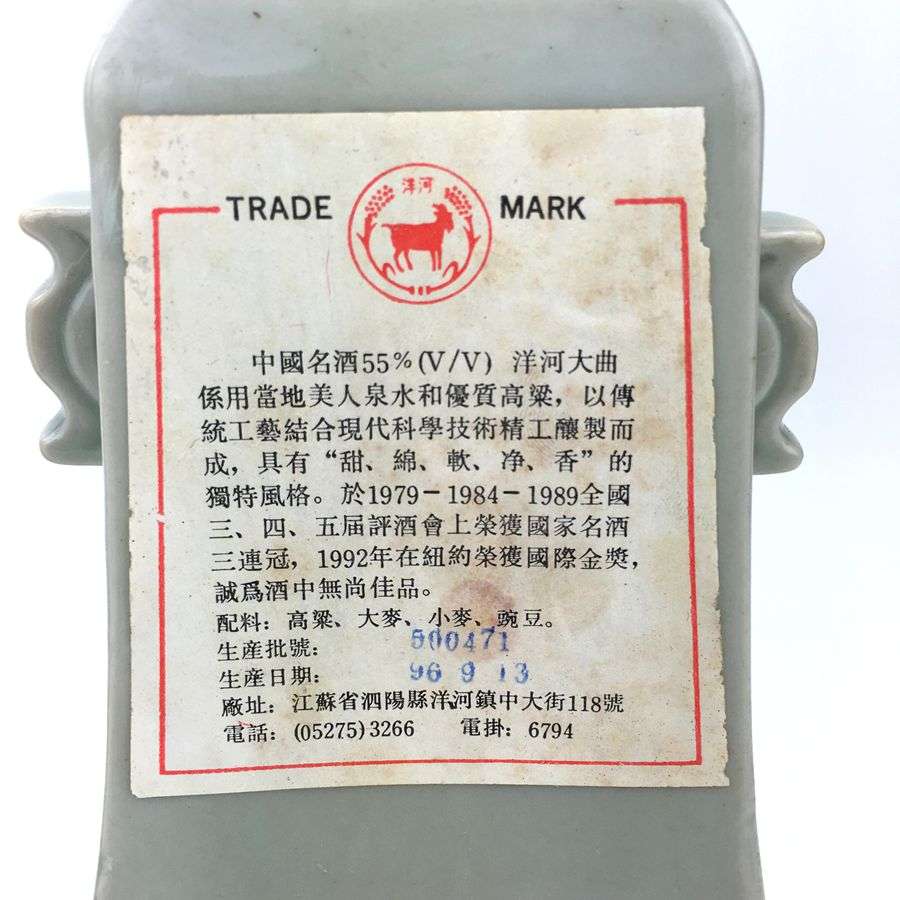 洋河
TRADE MARK
中國名酒55%(V/V) 洋河大曲
係用當地美人泉水和優質高粱，以傳
統工藝結合現代科學技術精工釀製而
成，具有“甜、綿、軟、净、香”的
獨特風格。於1979－1984－1989全國
三、四、五届評酒會上榮獲國家名酒
三連冠，1992年在紐約榮獲國際金獎，
誠爲酒中無尚佳品。
配料：高粱、大麥、小麥、豌豆。
生産批號：500471
生産日期：96 9 13
廠址：江蘇省泗陽縣洋河鎮中大街118號
電話：(05275)3266 電掛：6794